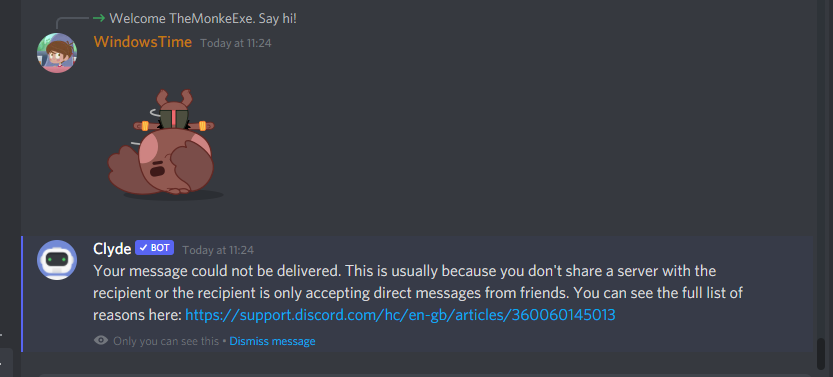 Welcome TheMonkeExe. Say hi!
WindowsTime Today at 11:24
Clyde BOT Today at 11:24
Your message could not be delivered. This is usually because you don't share a server with the
recipient or the recipient is only accepting direct messages from friends. You can see the full list of
reasons here: https://support.discord.com/hc/en-gb/articles/360060145013
Only you can see this • Dismiss message